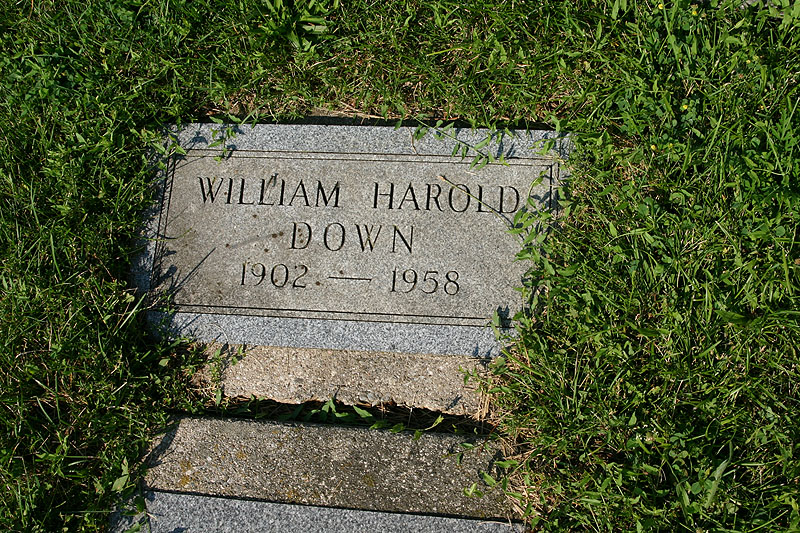 WILLIAM HAROLD
DOWN
1902 — 1958